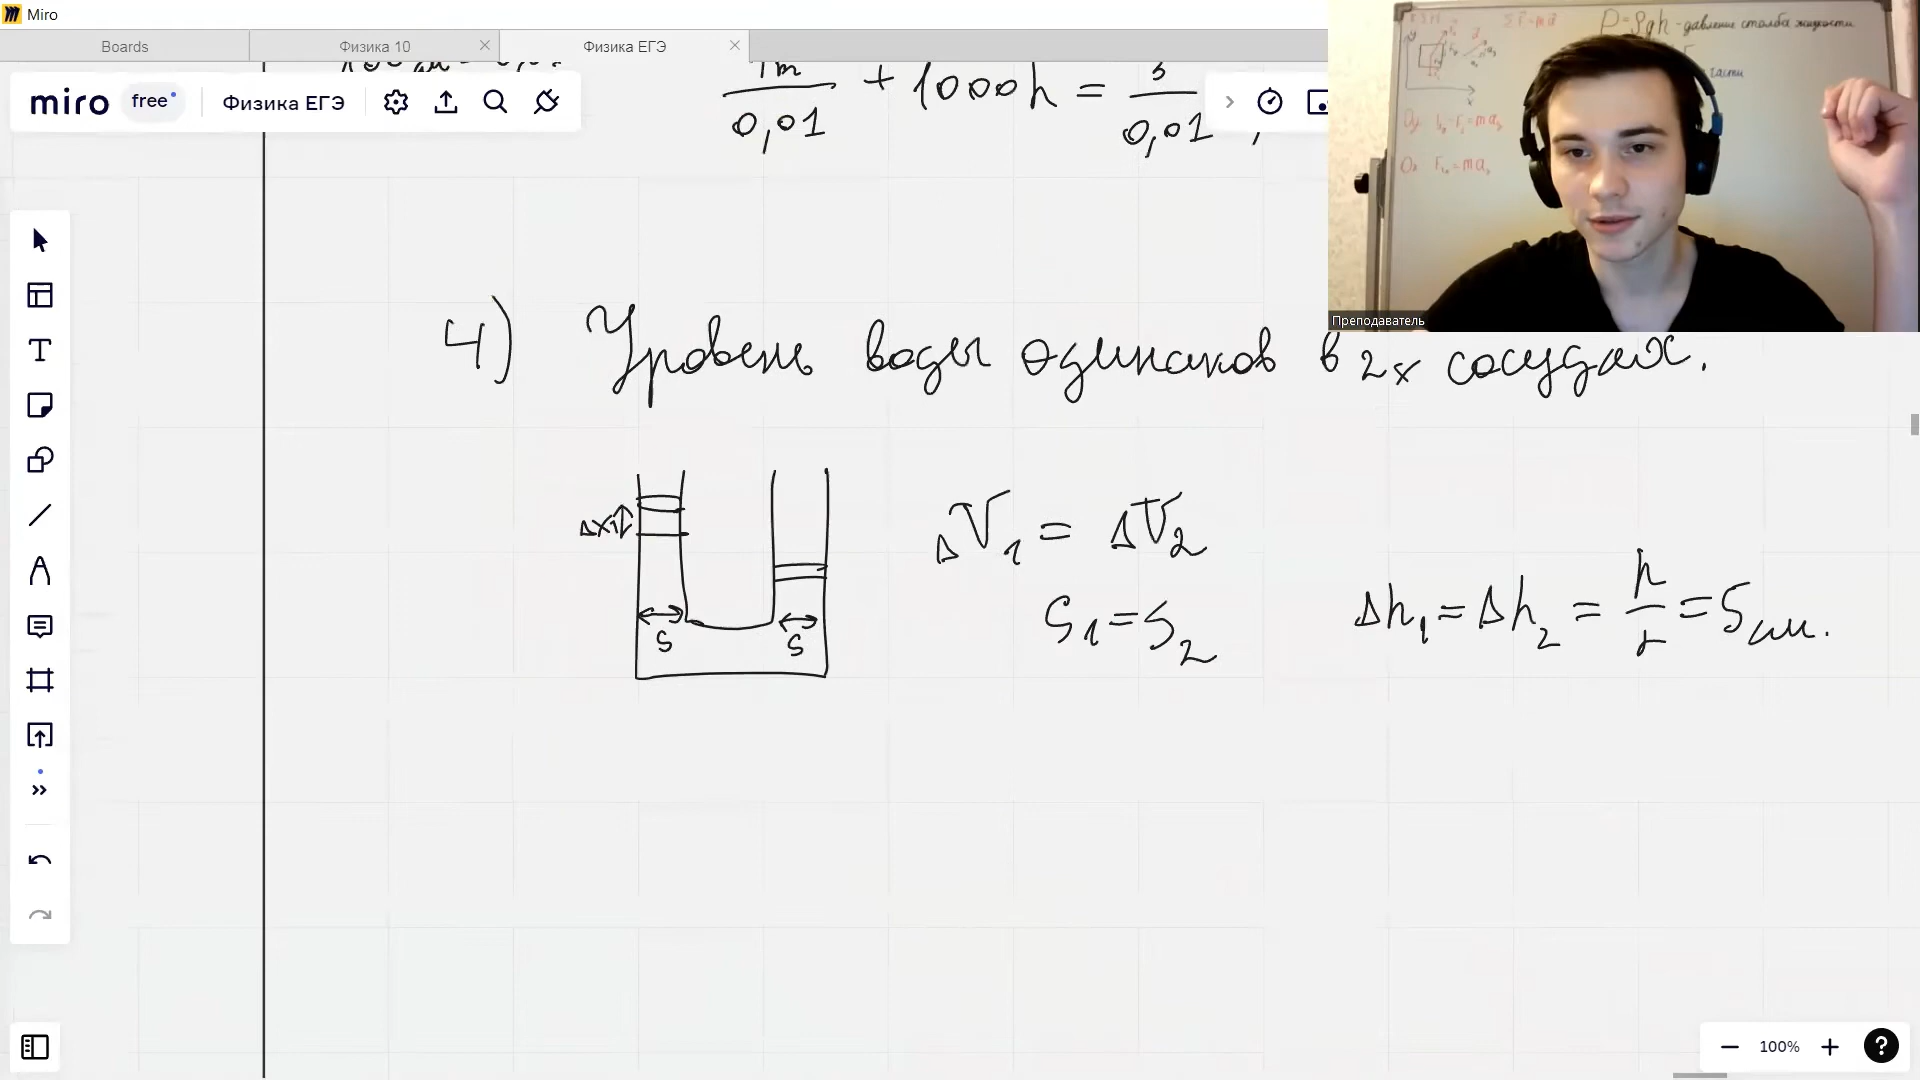 Miro
Boards
Физика 10
Физика ЕГЭ
miro
free
Физика ЕГЭ
1m/0,01 + 1000h = 3/0,01
P = ρgh - давление столба жидкости
Преподаватель
4) Уровень воды одинаков в 2х сосудах.
Δx
S
S
ΔV₁ = ΔV₂
S₁ = S₂
Δh₁ = Δh₂ = h/2 = 5 см.
100%